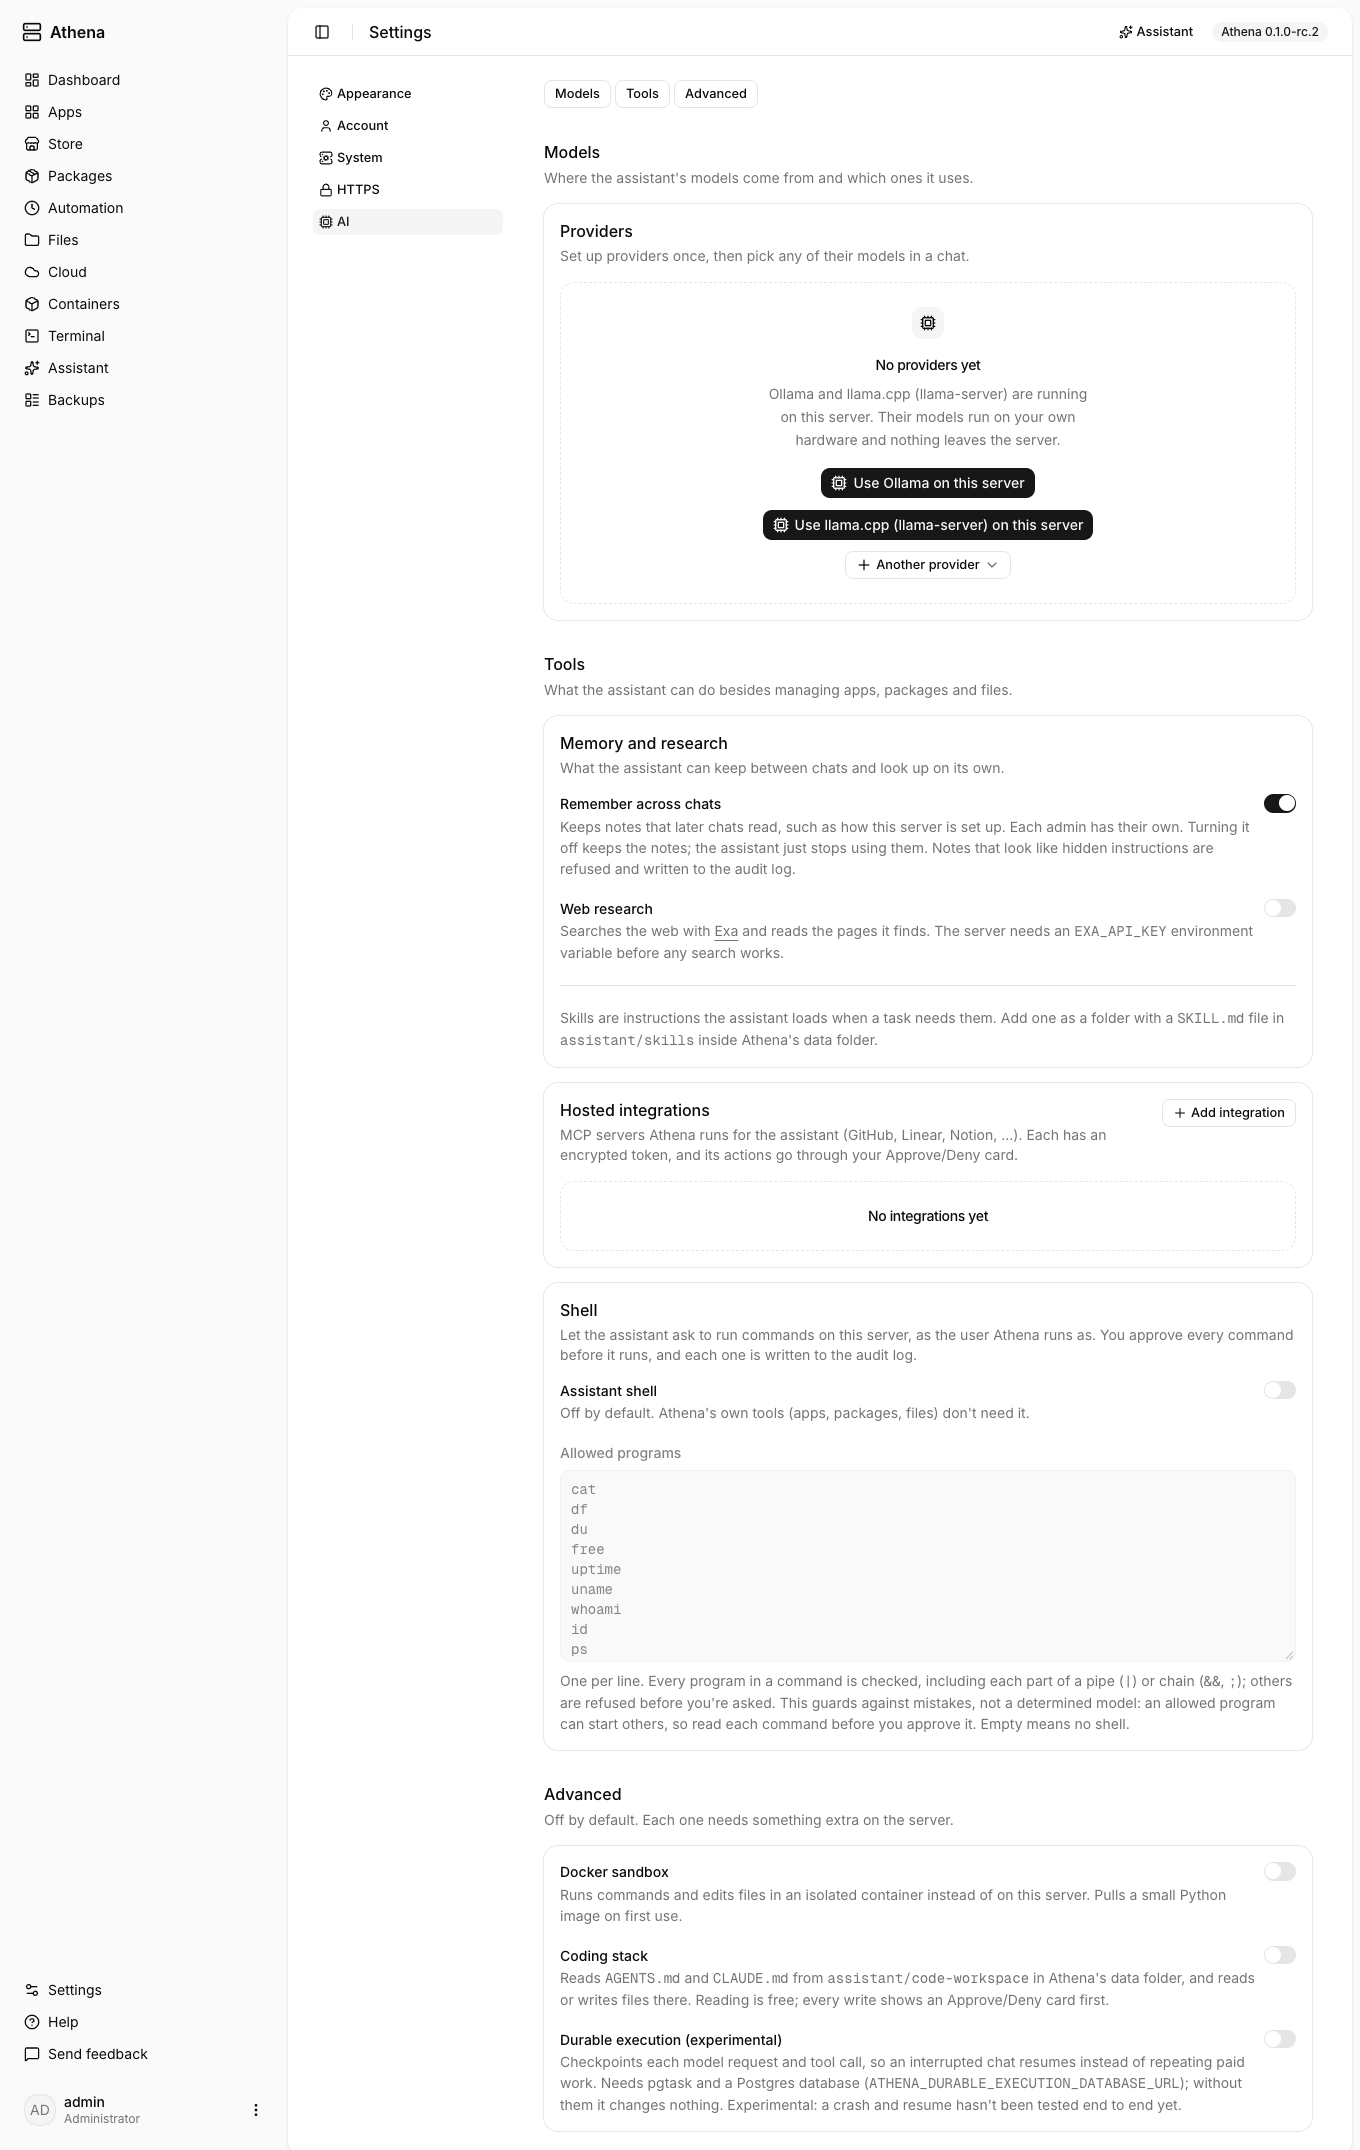 Athena
Dashboard
Apps
Store
Packages
Automation
Files
Cloud
Containers
Terminal
Assistant
Backups
Settings
Help
Send feedback
AD
admin
Administrator
Settings
Assistant
Athena 0.1.0-rc.2
Appearance
Account
System
HTTPS
AI
Models
Tools
Advanced
Models
Where the assistant's models come from and which ones it uses.
Providers
Set up providers once, then pick any of their models in a chat.
No providers yet
Ollama and llama.cpp (llama-server) are running
on this server. Their models run on your own
hardware and nothing leaves the server.
Use Ollama on this server
Use llama.cpp (llama-server) on this server
Another provider
Tools
What the assistant can do besides managing apps, packages and files.
Memory and research
What the assistant can keep between chats and look up on its own.
Remember across chats
Keeps notes that later chats read, such as how this server is set up. Each admin has their own. Turning it
off keeps the notes; the assistant just stops using them. Notes that look like hidden instructions are
refused and written to the audit log.
Web research
Searches the web with Exa and reads the pages it finds. The server needs an EXA_API_KEY environment
variable before any search works.
Skills are instructions the assistant loads when a task needs them. Add one as a folder with a SKILL.md file in
assistant/skills inside Athena's data folder.
Hosted integrations
Add integration
MCP servers Athena runs for the assistant (GitHub, Linear, Notion, ...). Each has an
encrypted token, and its actions go through your Approve/Deny card.
No integrations yet
Shell
Let the assistant ask to run commands on this server, as the user Athena runs as. You approve every command
before it runs, and each one is written to the audit log.
Assistant shell
Off by default. Athena's own tools (apps, packages, files) don't need it.
Allowed programs
cat
df
du
free
uptime
uname
whoami
id
ps
One per line. Every program in a command is checked, including each part of a pipe (|) or chain (&&, ;); others
are refused before you're asked. This guards against mistakes, not a determined model: an allowed program
can start others, so read each command before you approve it. Empty means no shell.
Advanced
Off by default. Each one needs something extra on the server.
Docker sandbox
Runs commands and edits files in an isolated container instead of on this server. Pulls a small Python
image on first use.
Coding stack
Reads AGENTS.md and CLAUDE.md from assistant/code-workspace in Athena's data folder, and reads
or writes files there. Reading is free; every write shows an Approve/Deny card first.
Durable execution (experimental)
Checkpoints each model request and tool call, so an interrupted chat resumes instead of repeating paid
work. Needs pgtask and a Postgres database (ATHENA_DURABLE_EXECUTION_DATABASE_URL); without
them it changes nothing. Experimental: a crash and resume hasn't been tested end to end yet.